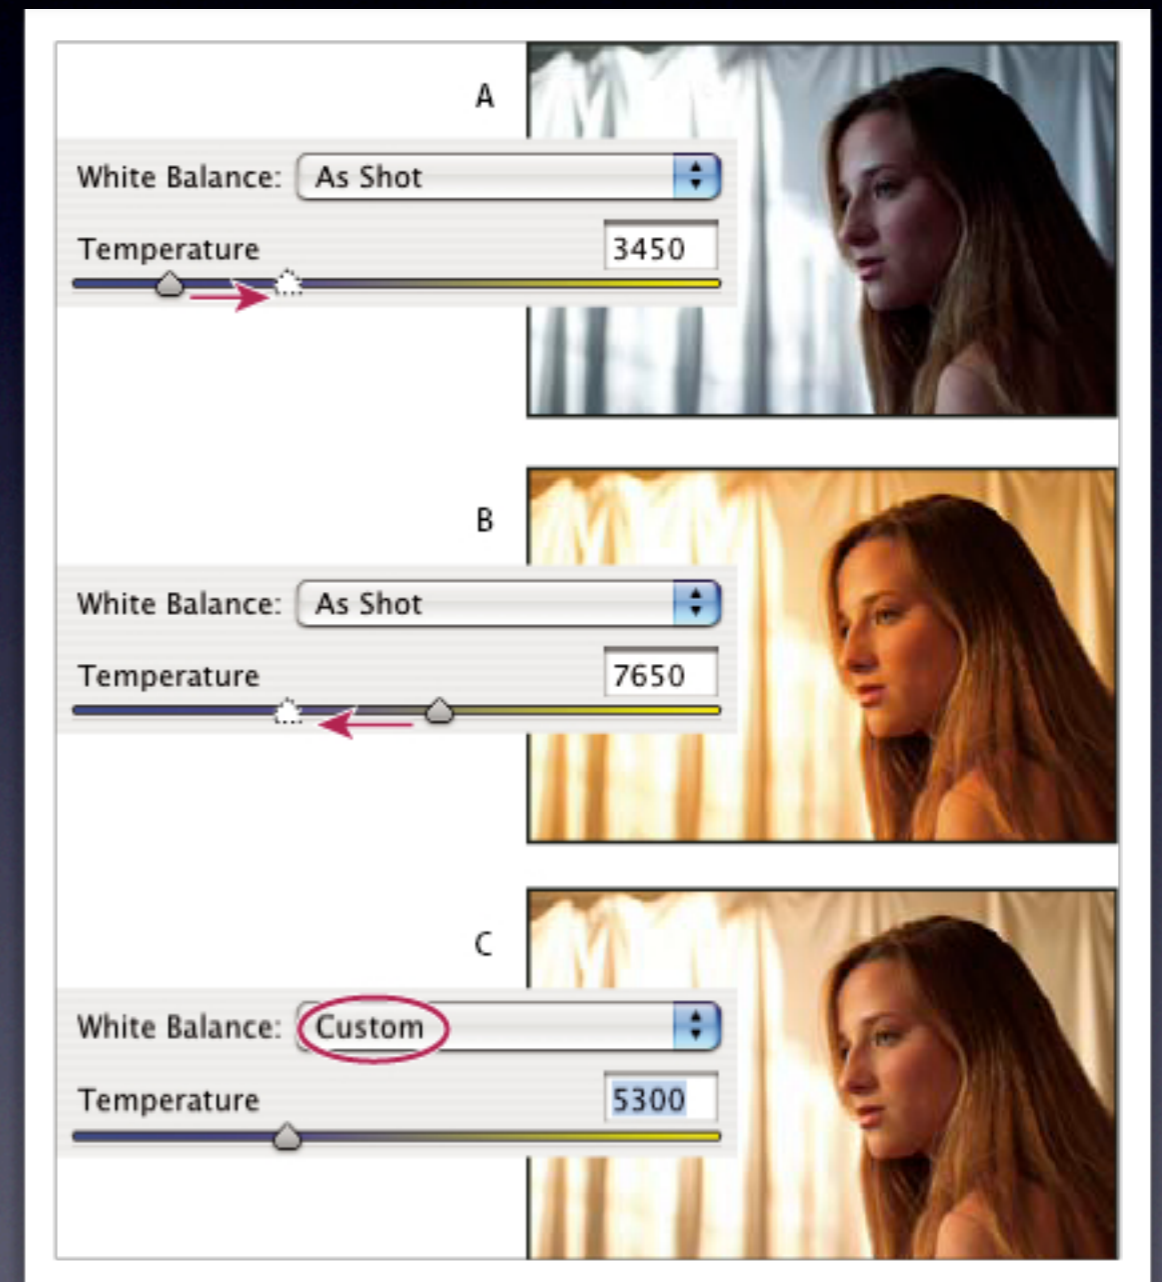 A
White Balance: As Shot
Temperature 3450
B
White Balance: As Shot
Temperature 7650
C
White Balance: Custom
Temperature 5300